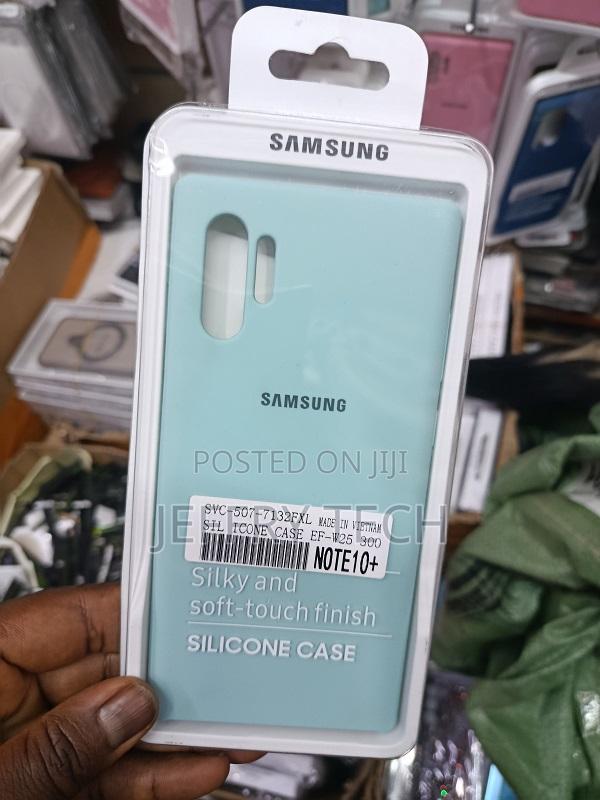 SAMSUNG
SAMSUNG
POSTED ON JIJI
SVC-507-7132FXL MADE IN VIETNAM
SIL ICONE CASE EF-W25 300
NOTE10+
Silky and
soft-touch finish
SILICONE CASE